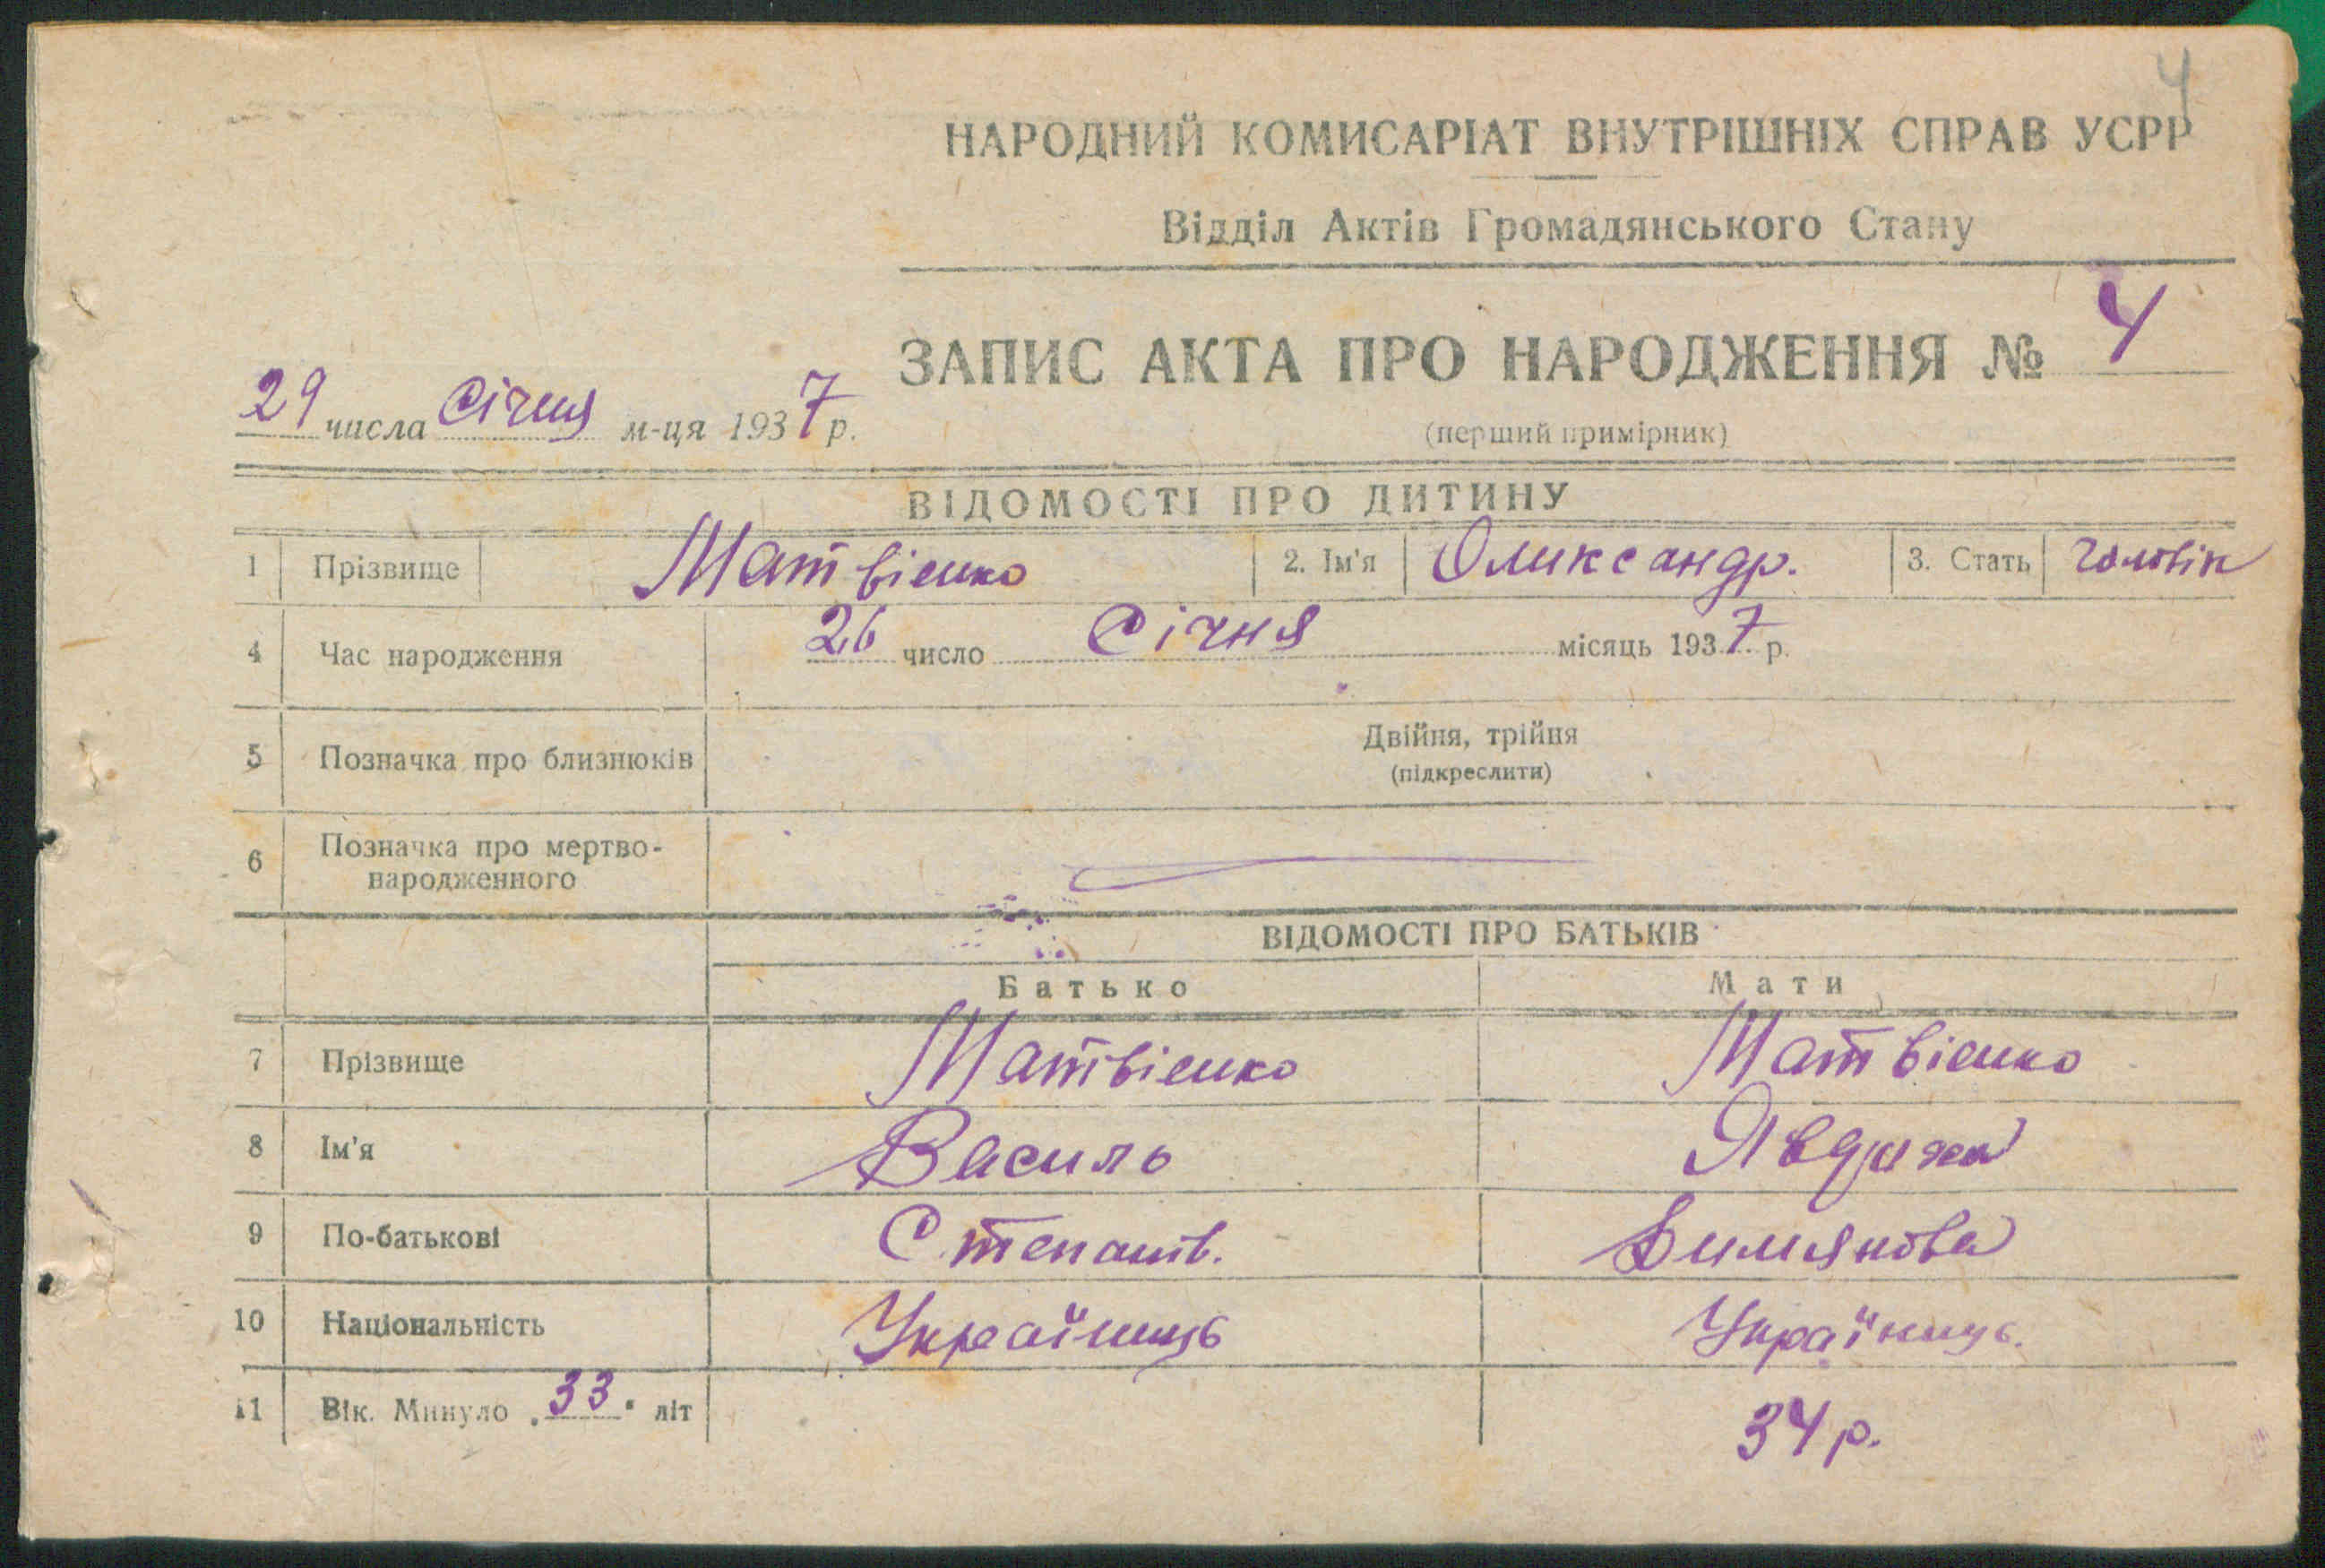 4
НАРОДНИЙ КОМИСАРІАТ ВНУТРІШНІХ СПРАВ УСРР
Відділ Актів Громадянського Стану
ЗАПИС АКТА ПРО НАРОДЖЕННЯ № 4
29 числа Січня м-ця 1937 р.
(перший примірник)
ВІДОМОСТІ ПРО ДИТИНУ
1 Прізвище Матвієнко 2. Ім'я Олександр. 3. Стать Чоловік
4 Час народження 26 число Січня місяць 1937 р.
5 Позначка про близнюків Двійня, трійня
(підкреслити)
6 Позначка про мертво-
народженного
ВІДОМОСТІ ПРО БАТЬКІВ
Батько Мати
7 Прізвище Матвієнко Матвієнко
8 Ім'я Василь Явдиха
9 По-батькові Степанів. Димянова
10 Національність Українець Українець.
11 Вік. Минуло 33 літ 34 р.